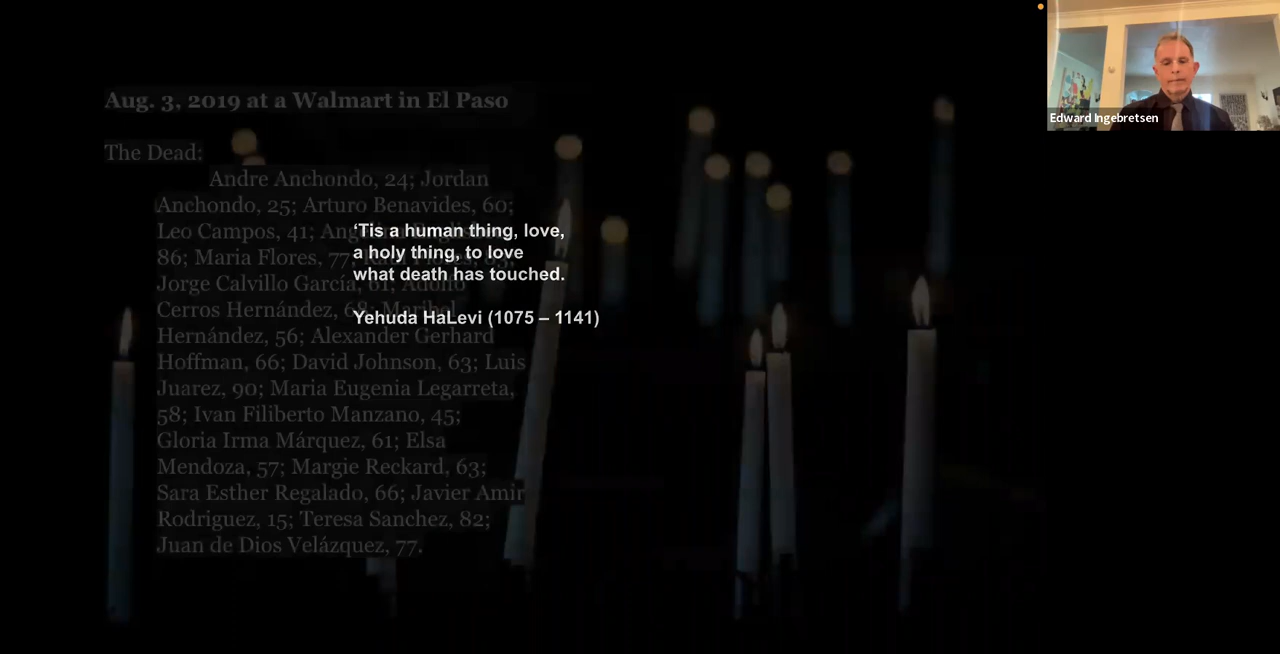 Aug. 3, 2019 at a Walmart in El Paso
The Dead:
Andre Anchondo, 24; Jordan
Anchondo, 25; Arturo Benavides, 60;
Leo Campos, 41;
86; Maria Flores, 77;
Jorge Calvillo García, 61; Adolfo
Cerros Hernández, 68; Maribel
Hernández, 56; Alexander Gerhard
Hoffman, 66; David Johnson, 63; Luis
Juarez, 90; Maria Eugenia Legarreta,
58; Ivan Filiberto Manzano, 45;
Gloria Irma Márquez, 61; Elsa
Mendoza, 57; Margie Reckard, 63;
Sara Esther Regalado, 66; Javier Amir
Rodriguez, 15; Teresa Sanchez, 82;
Juan de Dios Velázquez, 77.
‘Tis a human thing, love,
a holy thing, to love
what death has touched.
Yehuda HaLevi (1075 – 1141)
Edward Ingebretsen